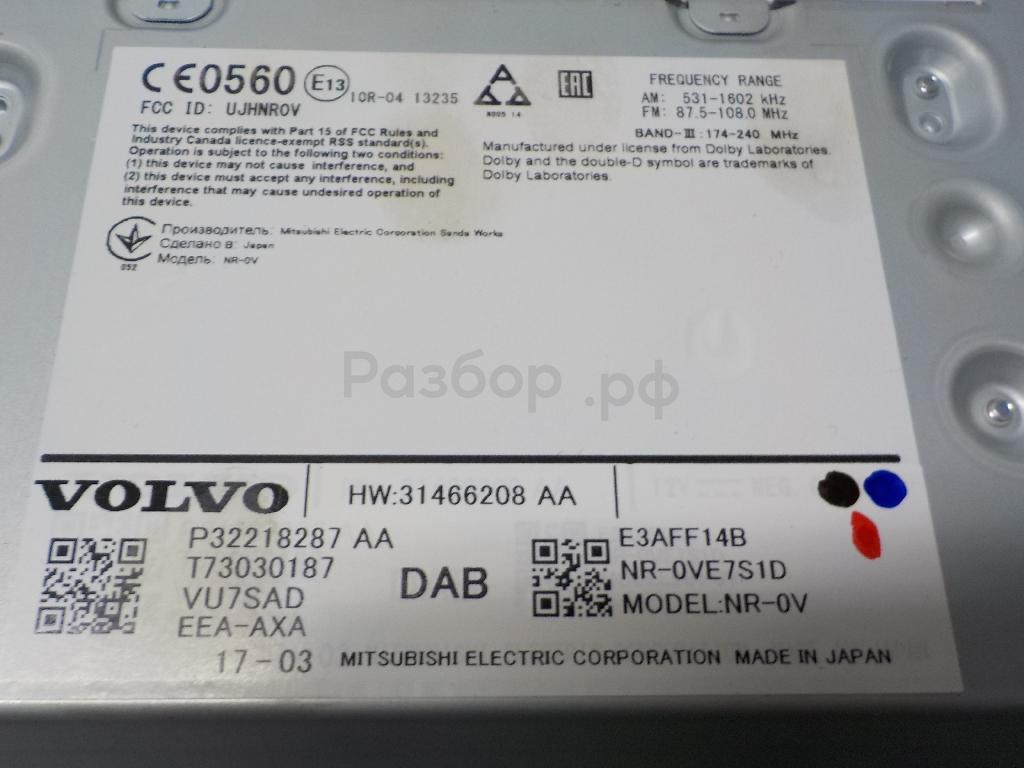 CE0560 E13 10R-04 13235
FCC ID: UJHNROV
A005 14
EAC
FREQUENCY RANGE
AM: 531-1602 kHz
FM: 87.5-108.0 MHz
BAND-III:174-240 MHz
This device complies with Part 15 of FCC Rules and
Industry Canada licence-exempt RSS standard(s).
Operation is subject to the following two conditions:
(1) this device may not cause interference, and
(2) this device must accept any interference, including
interference that may cause undesired operation of
this device.
Manufactured under license from Dolby Laboratories.
Dolby and the double-D symbol are trademarks of
Dolby Laboratories.
Производитель: Mitsubishi Electric Corporation Sanda Works
Сделано в: Japan
Модель: NR-0V
052
Разбор.рф
VOLVO
HW:31466208 AA
12V NEG.
P32218287 AA
T73030187
VU7SAD
EEA-AXA
17-03
DAB
E3AFF14B
NR-0VE7S1D
MODEL:NR-0V
MITSUBISHI ELECTRIC CORPORATION MADE IN JAPAN